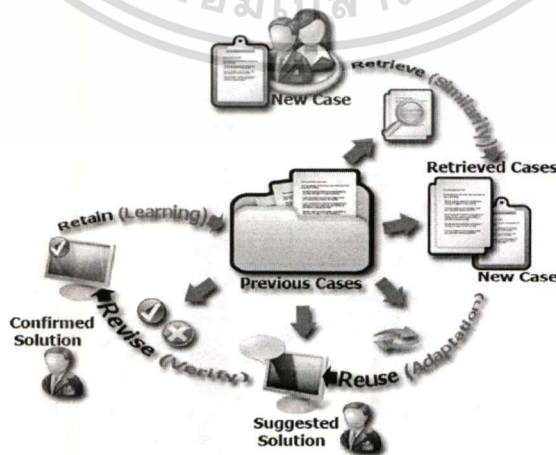 New Case
Retrieve (Similarity)
Retrieved Cases
New Case
Previous Cases
Retain (Learning)
Reuse (Adaptation)
Revise (Verify)
Confirmed
Solution
Suggested
Solution